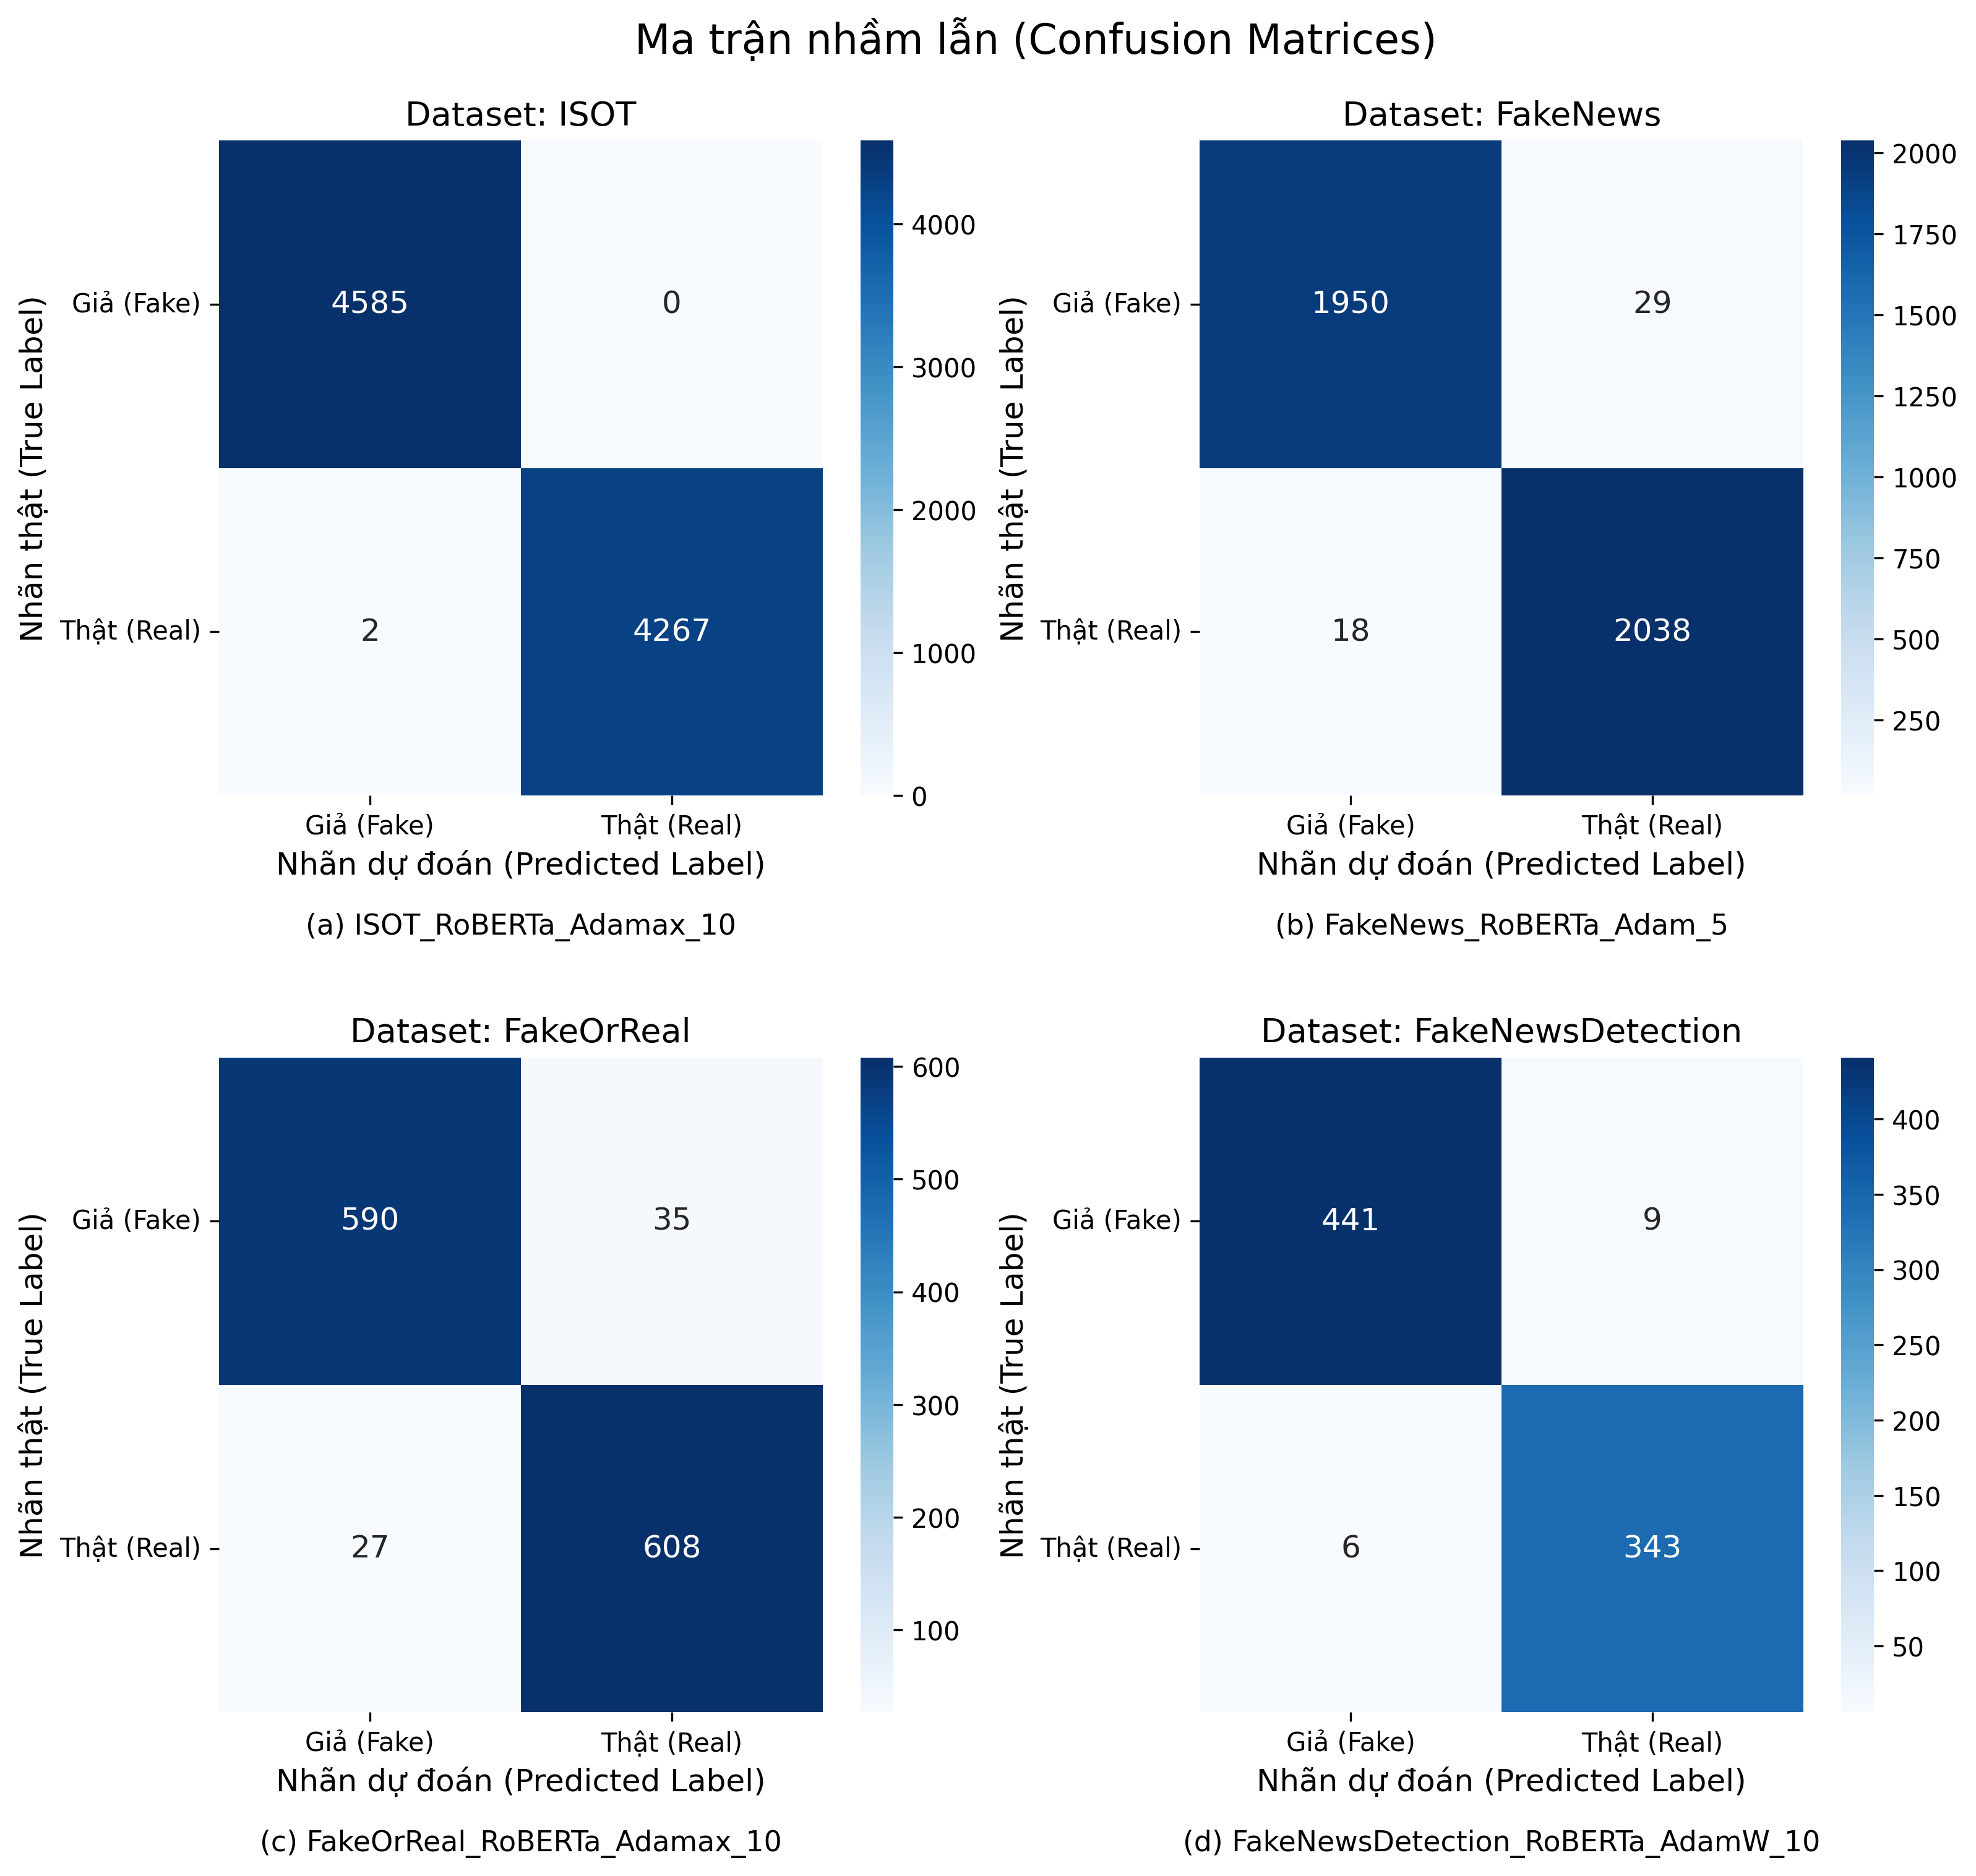 Ma trận nhầm lẫn (Confusion Matrices)
Dataset: ISOT
Nhãn thật (True Label)
Giả (Fake)
Thật (Real)
4585
0
2
4267
Giả (Fake)
Thật (Real)
Nhãn dự đoán (Predicted Label)
4000
3000
2000
1000
0
(a) ISOT_RoBERTa_Adamax_10
Dataset: FakeNews
Nhãn thật (True Label)
Giả (Fake)
Thật (Real)
1950
29
18
2038
Giả (Fake)
Thật (Real)
Nhãn dự đoán (Predicted Label)
2000
1750
1500
1250
1000
750
500
250
(b) FakeNews_RoBERTa_Adam_5
Dataset: FakeOrReal
Nhãn thật (True Label)
Giả (Fake)
Thật (Real)
590
35
27
608
Giả (Fake)
Thật (Real)
Nhãn dự đoán (Predicted Label)
600
500
400
300
200
100
(c) FakeOrReal_RoBERTa_Adamax_10
Dataset: FakeNewsDetection
Nhãn thật (True Label)
Giả (Fake)
Thật (Real)
441
9
6
343
Giả (Fake)
Thật (Real)
Nhãn dự đoán (Predicted Label)
400
350
300
250
200
150
100
50
(d) FakeNewsDetection_RoBERTa_AdamW_10